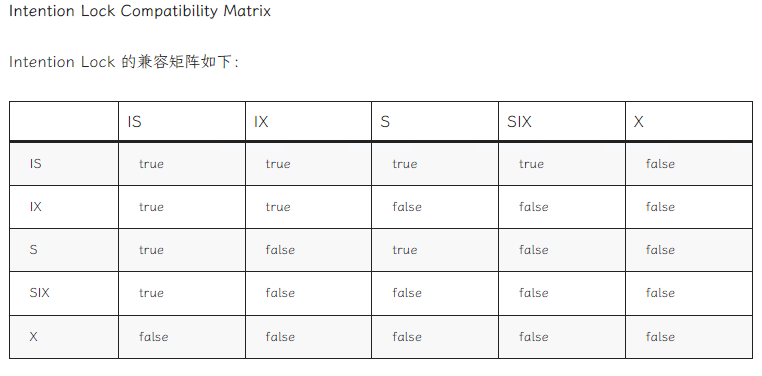 Intention Lock Compatibility Matrix
Intention Lock 的兼容矩阵如下：
IS IX S SIX X
IS true true true true false
IX true true false false false
S true false true false false
SIX true false false false false
X false false false false false